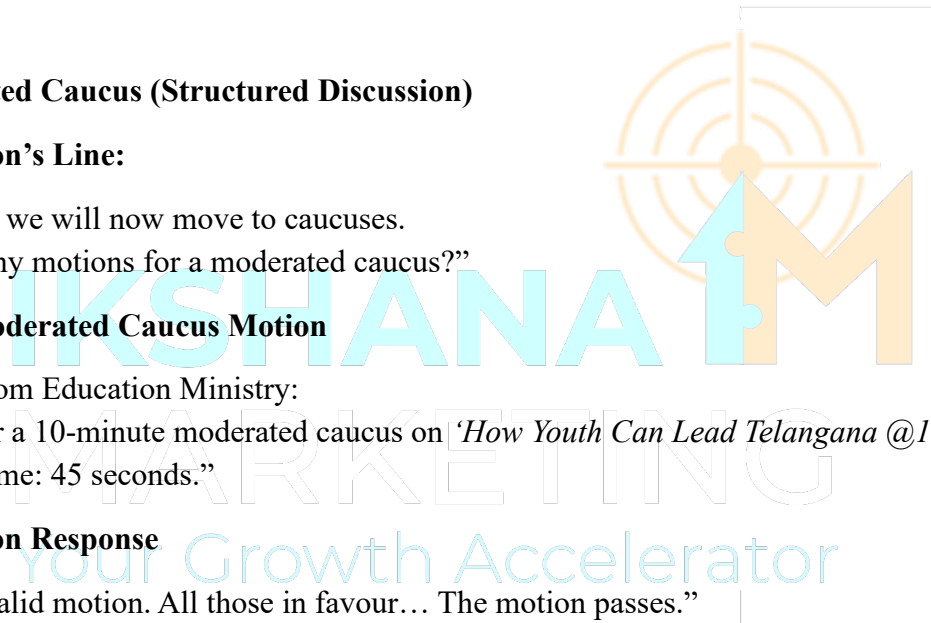 ted Caucus (Structured Discussion)
on’s Line:
we will now move to caucuses.
ny motions for a moderated caucus?”
oderated Caucus Motion
om Education Ministry:
r a 10-minute moderated caucus on ‘How Youth Can Lead Telangana @1
me: 45 seconds.”
on Response
alid motion. All those in favour… The motion passes.”
IKSHANA
MARKETING
Your Growth Accelerator